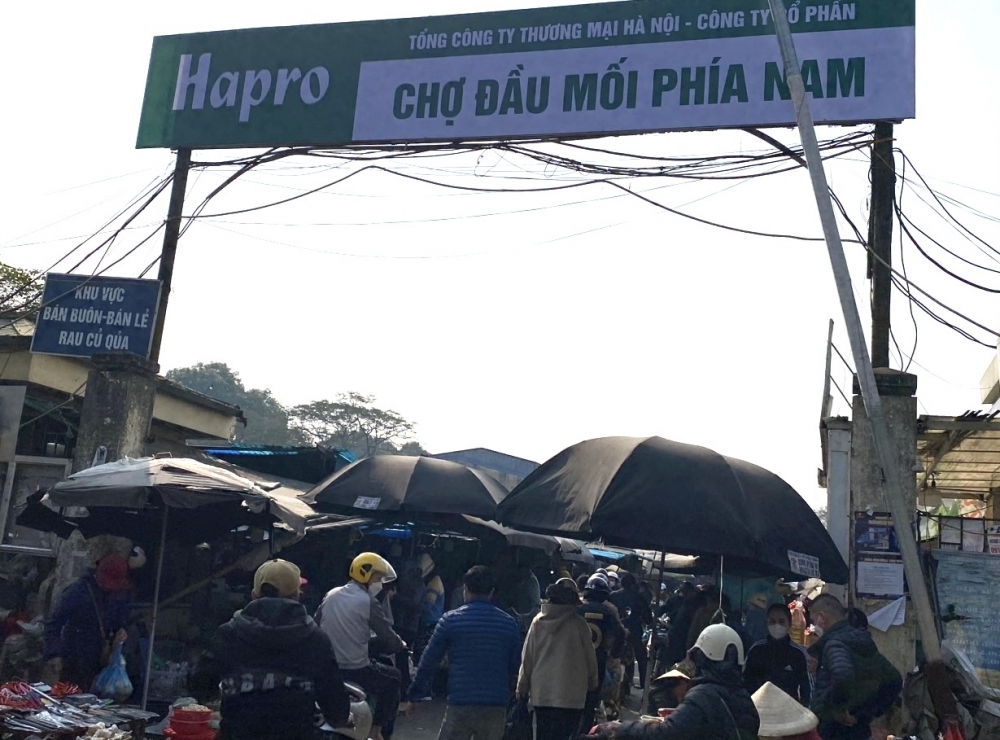 Hapro
TỔNG CÔNG TY THƯƠNG MẠI HÀ NỘI - CÔNG TY CỔ PHẦN
CHỢ ĐẦU MỐI PHÍA NAM
KHU VỰC
BÁN BUÔN-BÁN LẺ
RAU CỦ QỦA